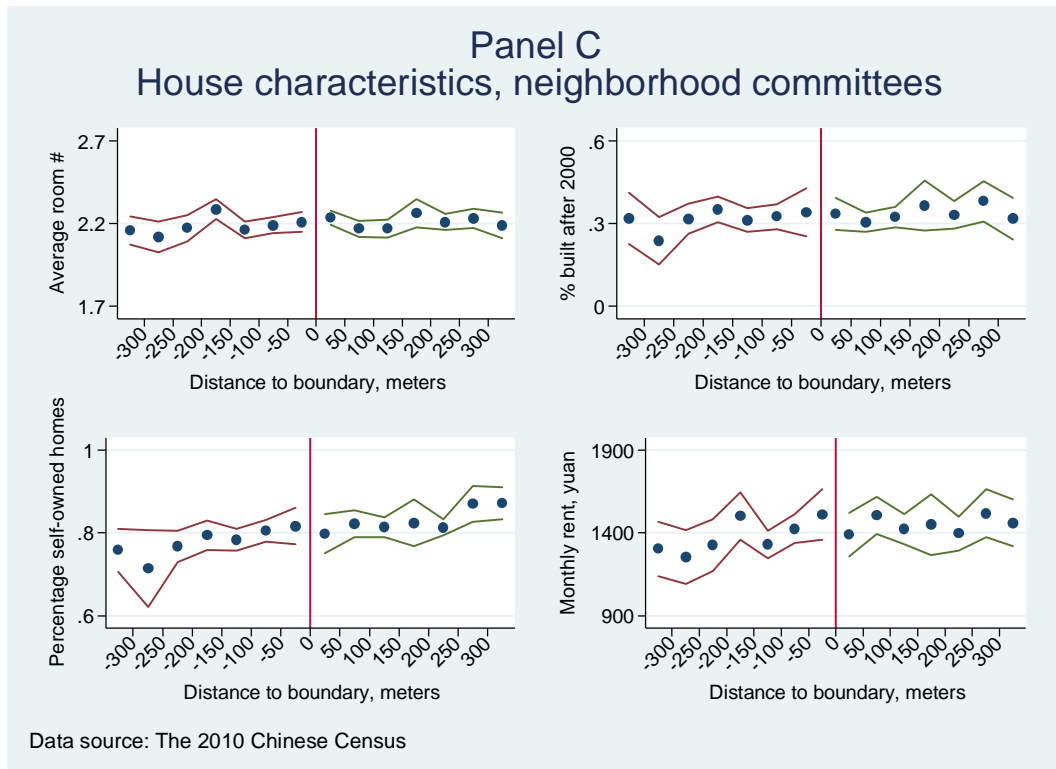 Panel C
House characteristics, neighborhood committees
Average room #
2.7
2.2
1.7
-300 -250 -200 -150 -100 -50 0 50 100 150 200 250 300
Distance to boundary, meters
% built after 2000
.6
.3
0
-300 -250 -200 -150 -100 -50 0 50 100 150 200 250 300
Distance to boundary, meters
Percentage self-owned homes
1
.8
.6
-300 -250 -200 -150 -100 -50 0 50 100 150 200 250 300
Distance to boundary, meters
Monthly rent, yuan
1900
1400
900
-300 -250 -200 -150 -100 -50 0 50 100 150 200 250 300
Distance to boundary, meters
Data source: The 2010 Chinese Census